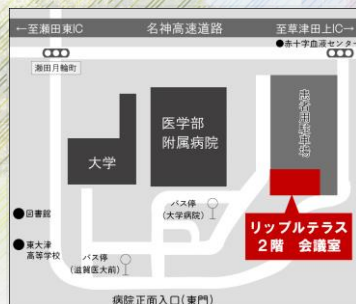 ←至瀬田東IC 名神高速道路 至草津田上IC→
●赤十字血液センター
瀬田月輪町
患者用駐車場
医学部
附属病院
大学
バス停
(大学病院)
リップルテラス
2階 会議室
●図書館
●東大津
高等学校
バス停
(滋賀医大前)
病院正面入口(東門)